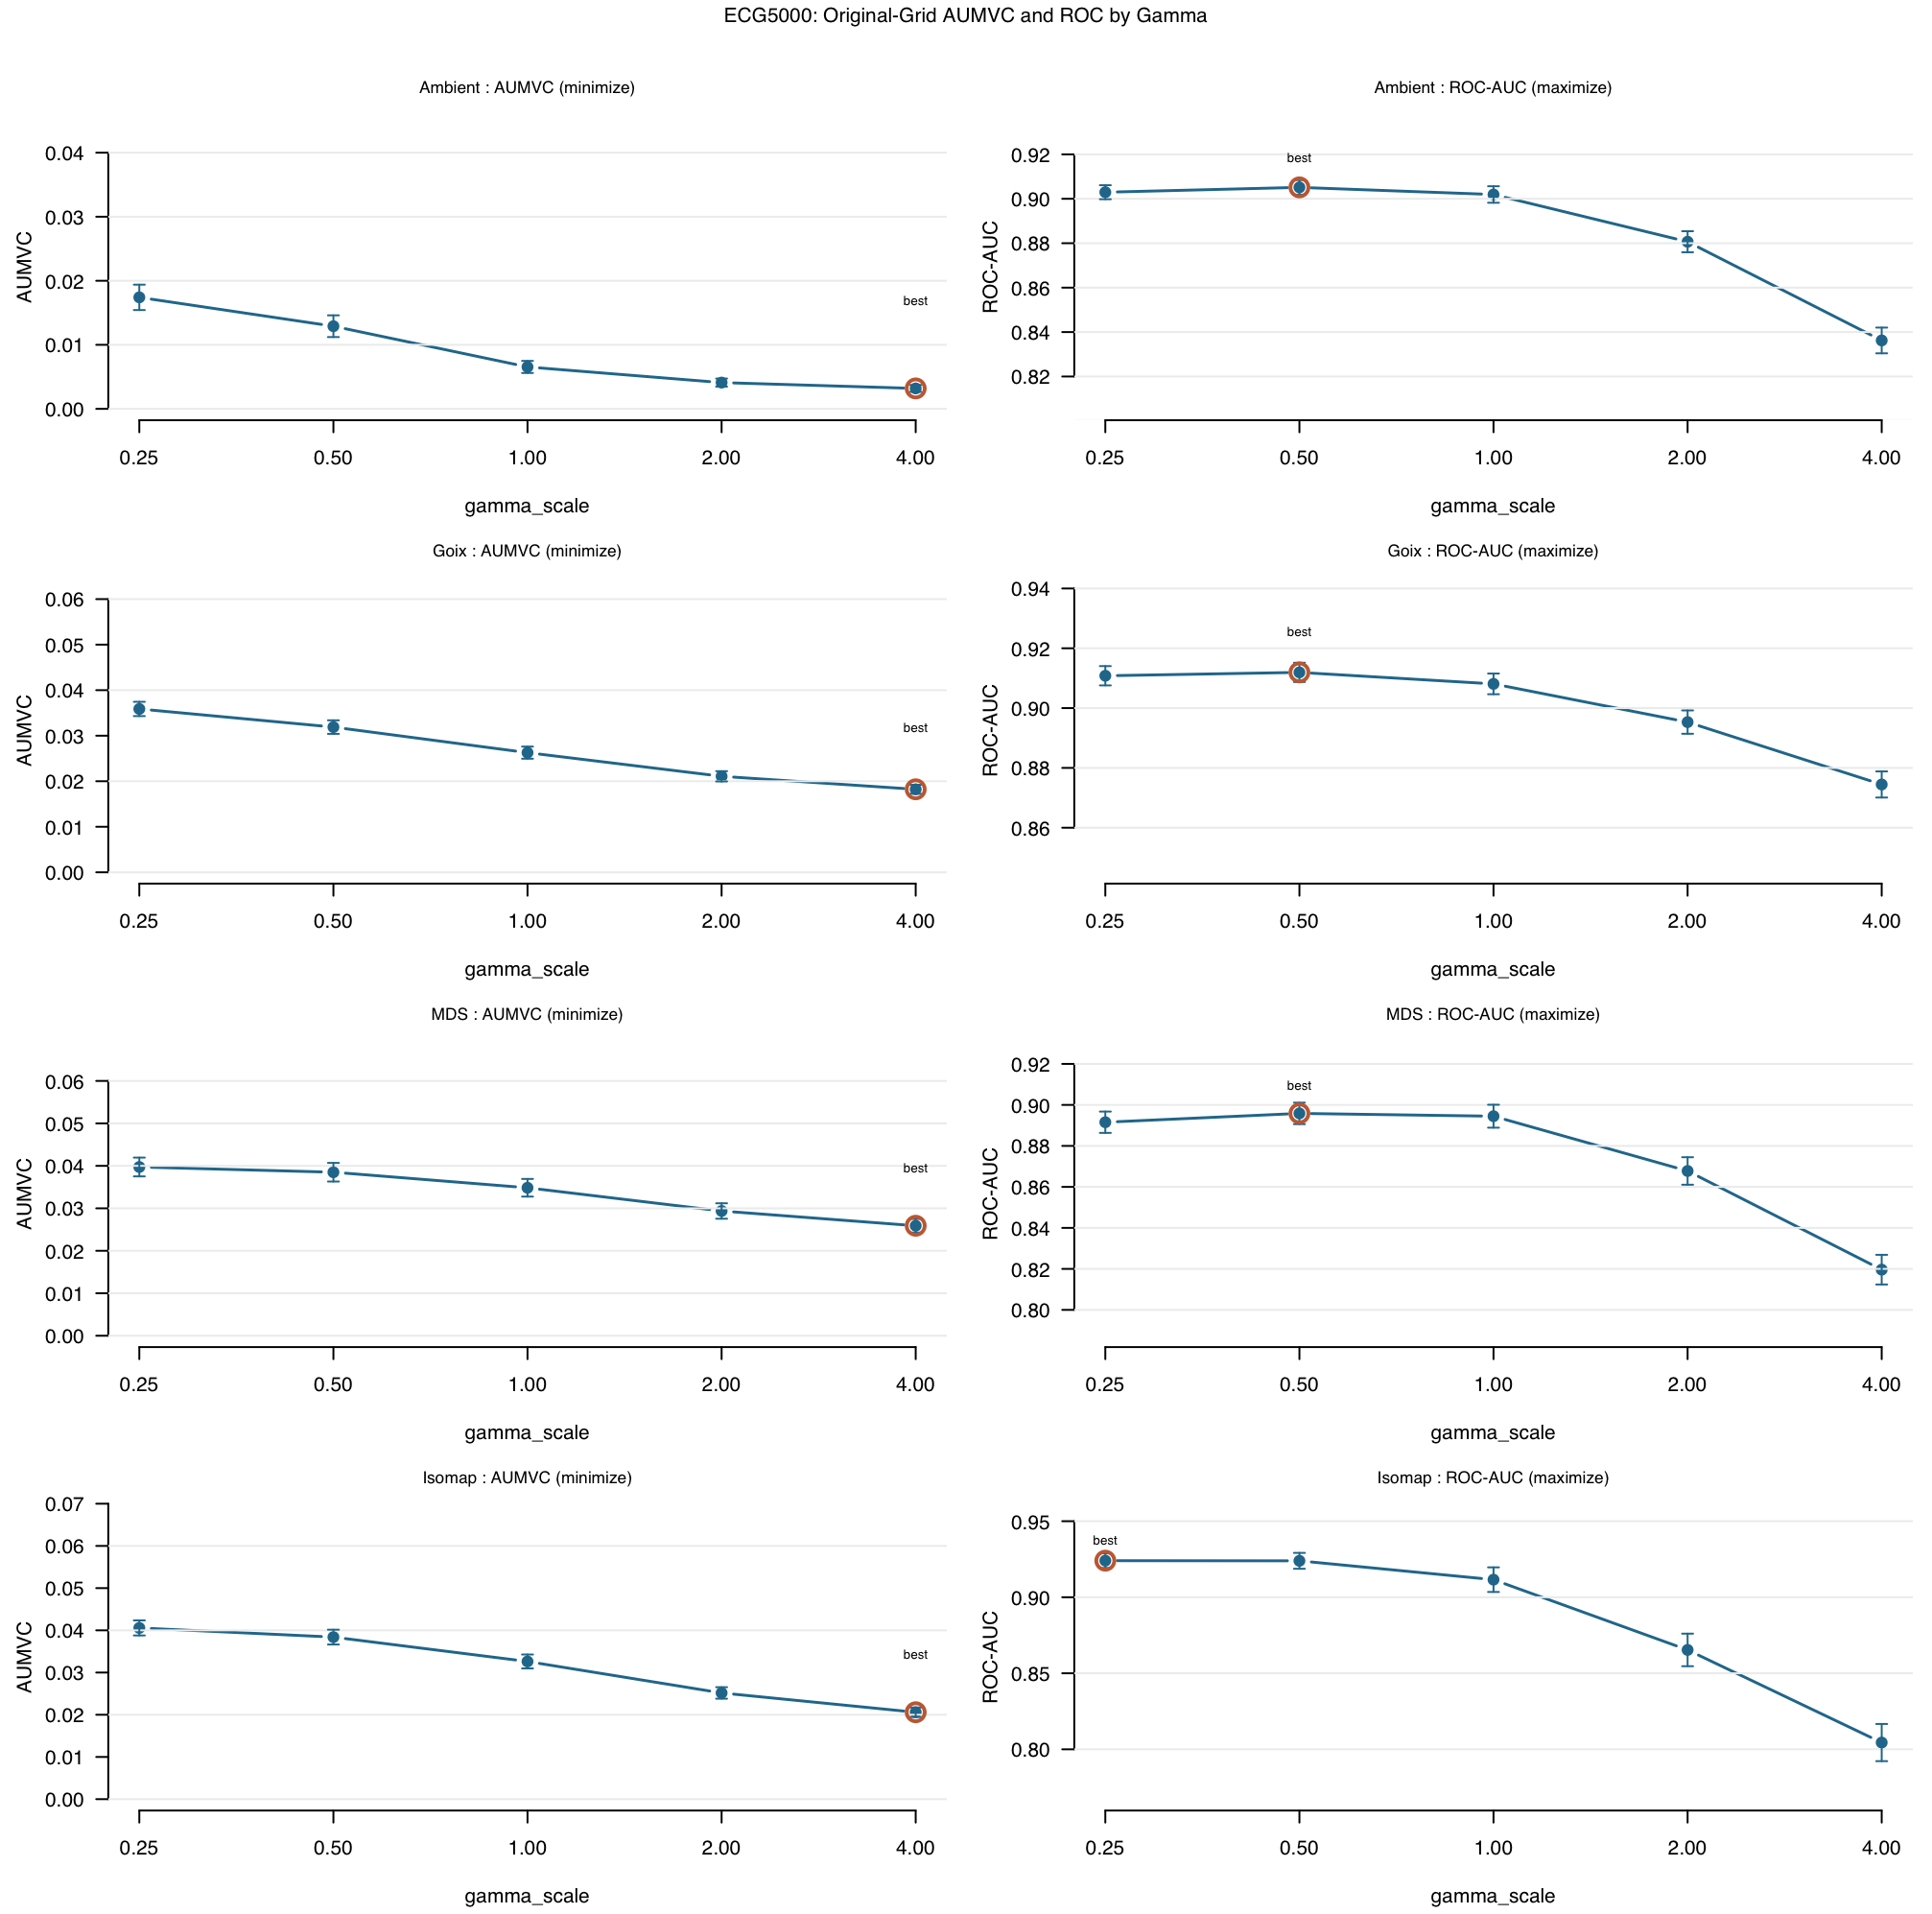 ECG5000: Original-Grid AUMVC and ROC by Gamma
Ambient : AUMVC (minimize)
AUMVC
0.04
0.03
0.02
0.01
0.00
best
0.25 0.50 1.00 2.00 4.00
gamma_scale
Ambient : ROC-AUC (maximize)
ROC-AUC
0.92
0.90
0.88
0.86
0.84
0.82
best
0.25 0.50 1.00 2.00 4.00
gamma_scale
Goix : AUMVC (minimize)
AUMVC
0.06
0.05
0.04
0.03
0.02
0.01
0.00
best
0.25 0.50 1.00 2.00 4.00
gamma_scale
Goix : ROC-AUC (maximize)
ROC-AUC
0.94
0.92
0.90
0.88
0.86
best
0.25 0.50 1.00 2.00 4.00
gamma_scale
MDS : AUMVC (minimize)
AUMVC
0.06
0.05
0.04
0.03
0.02
0.01
0.00
best
0.25 0.50 1.00 2.00 4.00
gamma_scale
MDS : ROC-AUC (maximize)
ROC-AUC
0.92
0.90
0.88
0.86
0.84
0.82
0.80
best
0.25 0.50 1.00 2.00 4.00
gamma_scale
Isomap : AUMVC (minimize)
AUMVC
0.07
0.06
0.05
0.04
0.03
0.02
0.01
0.00
best
0.25 0.50 1.00 2.00 4.00
gamma_scale
Isomap : ROC-AUC (maximize)
ROC-AUC
0.95
0.90
0.85
0.80
best
0.25 0.50 1.00 2.00 4.00
gamma_scale